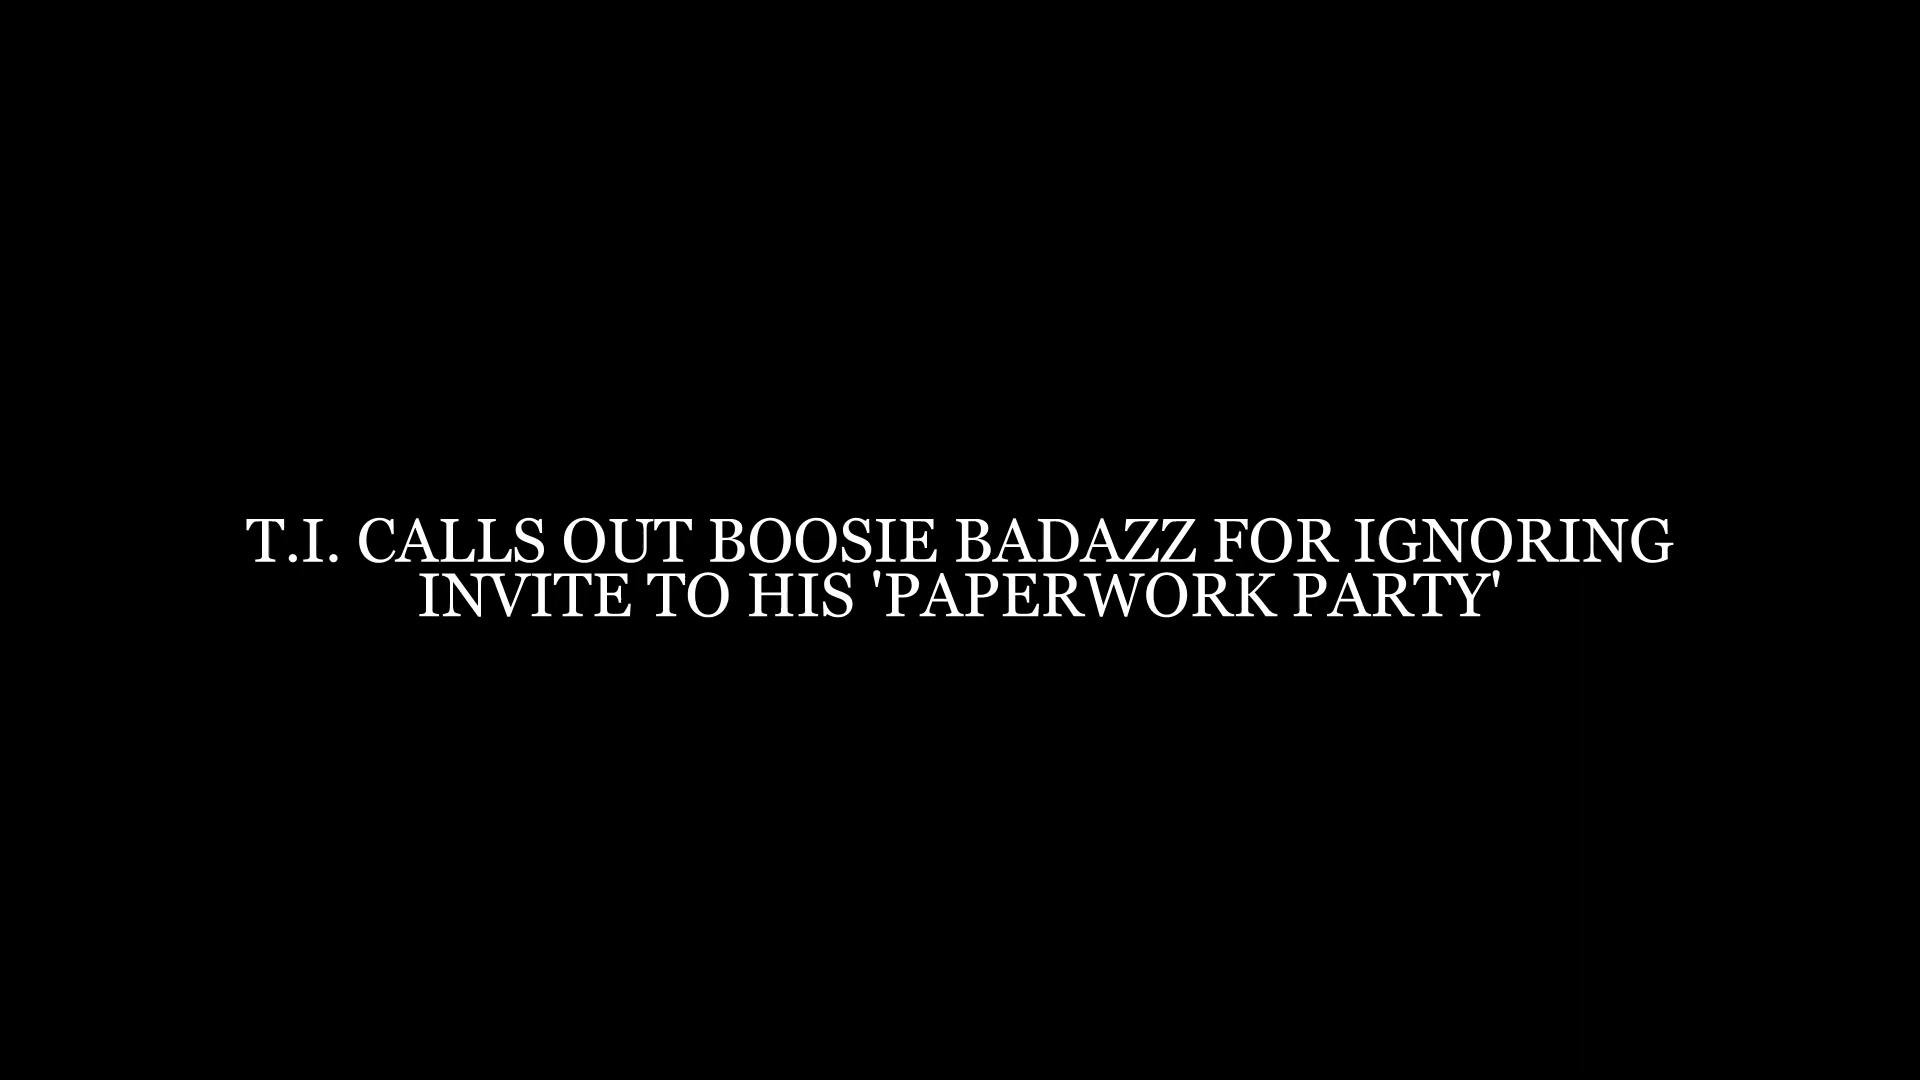 T.I. CALLS OUT BOOSIE BADAZZ FOR IGNORING
INVITE TO HIS 'PAPERWORK PARTY'